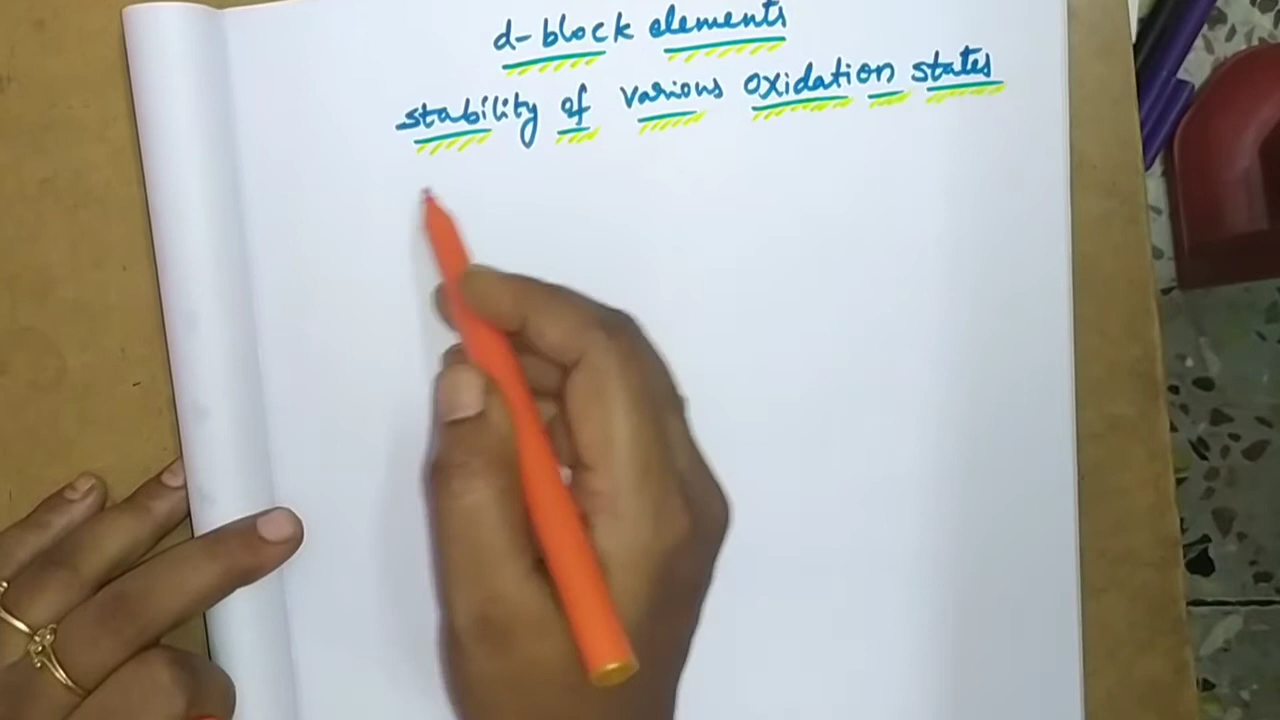 d-block elements
stability of various oxidation states